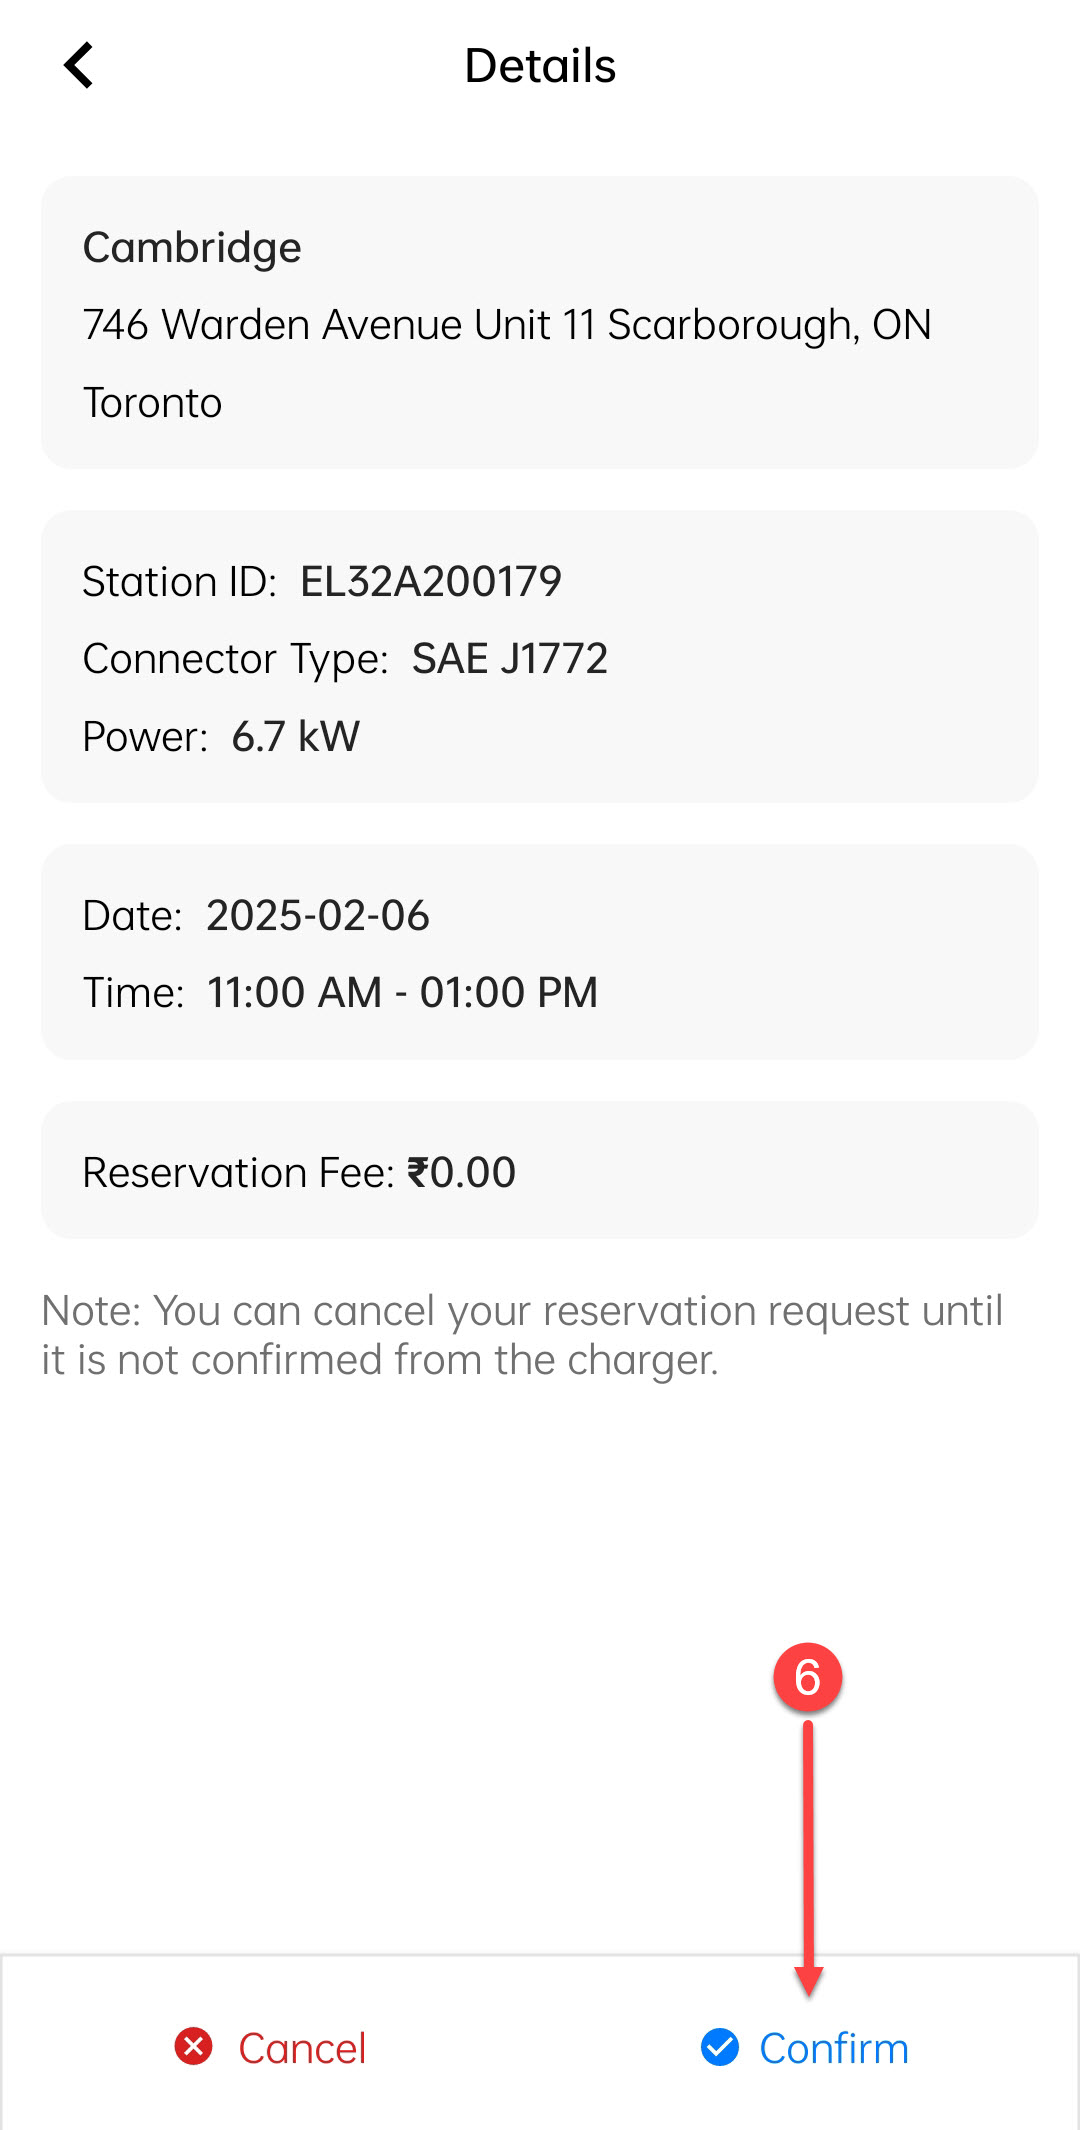 Details
Cambridge
746 Warden Avenue Unit 11 Scarborough, ON
Toronto
Station ID: EL32A200179
Connector Type: SAE J1772
Power: 6.7 kW
Date: 2025-02-06
Time: 11:00 AM - 01:00 PM
Reservation Fee: ₹0.00
Note: You can cancel your reservation request until
it is not confirmed from the charger.
6
Cancel
Confirm